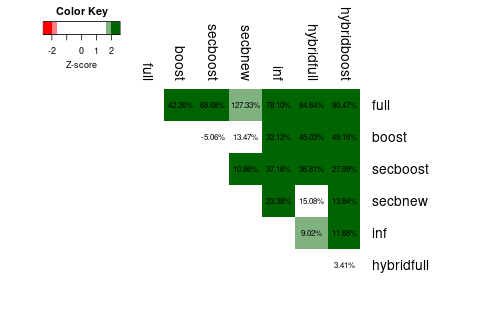 Color Key
-2 0 1 2
Z-score
full
boost
secboost
secbnew
inf
hybridfull
hybridboost
42.26% 68.68% 127.33% 78.10% 84.64% 90.47% full
-5.06% 13.47% 32.12% 45.03% 49.16% boost
10.86% 37.16% 36.81% 27.99% secboost
23.38% 15.08% 13.84% secbnew
9.02% 11.88% inf
3.41% hybridfull